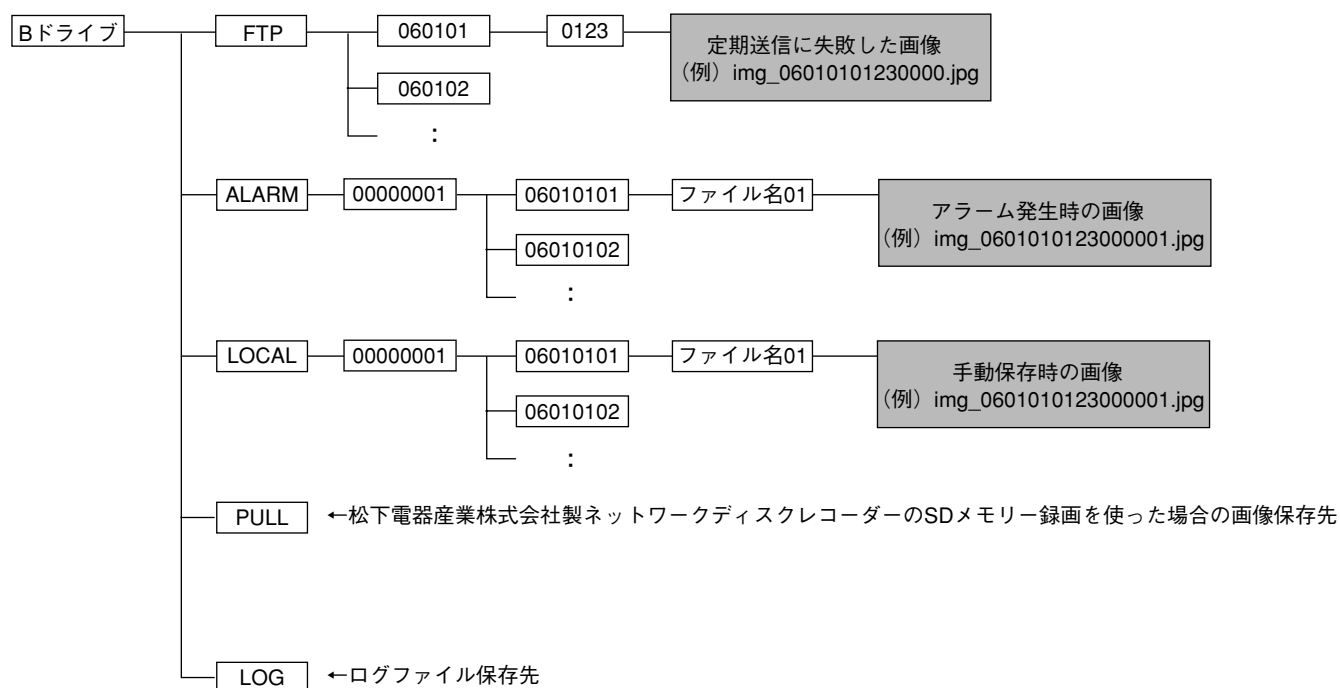 Bドライブ
FTP
060101
0123
定期送信に失敗した画像
（例）img_06010101230000.jpg
060102
：
ALARM
00000001
06010101
ファイル名01
アラーム発生時の画像
（例）img_0601010123000001.jpg
06010102
：
LOCAL
00000001
06010101
ファイル名01
手動保存時の画像
（例）img_0601010123000001.jpg
06010102
：
PULL
←松下電器産業株式会社製ネットワークディスクレコーダーのSDメモリー録画を使った場合の画像保存先
LOG
←ログファイル保存先